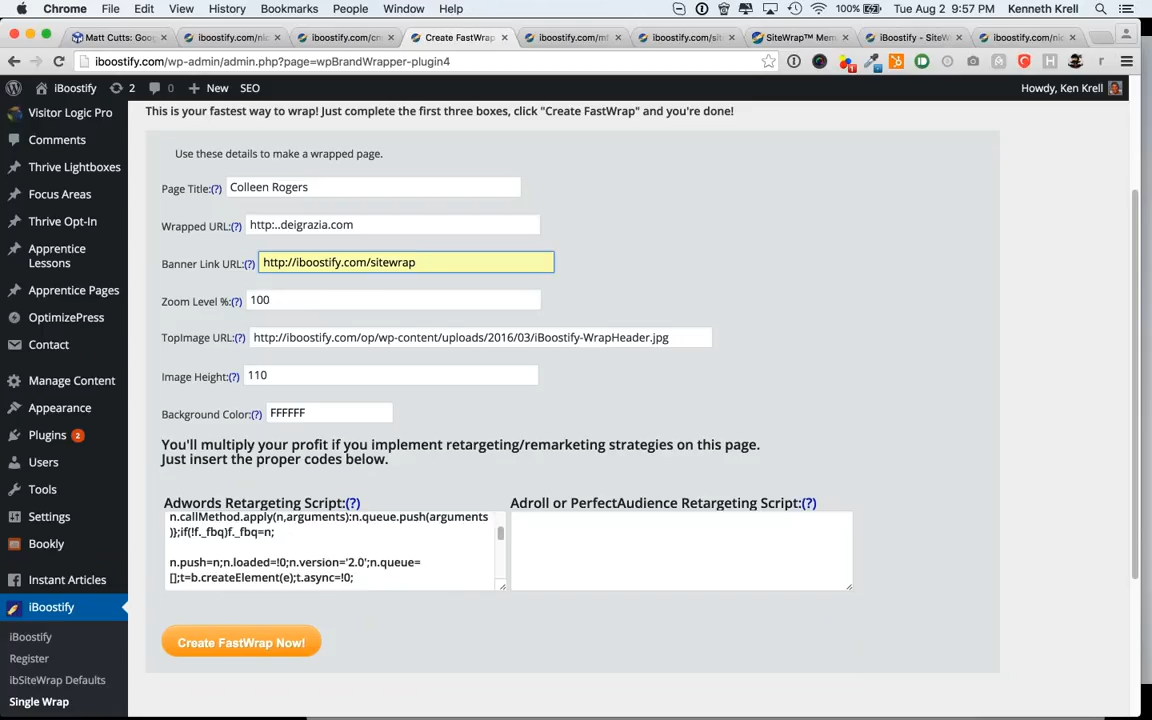 Chrome File Edit View History Bookmarks People Window Help 100% Tue Aug 2 9:57 PM Kenneth Krell
Matt Cutts: Goo iboostify.com/nic iboostify.com/cre Create FastWrap iboostify.com/mf iboostify.com/sit SiteWrap™ Mem iBoostify - SiteW iboostify.com/nic
iboostify.com/wp-admin/admin.php?page=wpBrandWrapper-plugin4
iBoostify 2 0 New SEO Howdy, Ken Krell
Visitor Logic Pro
Comments
Thrive Lightboxes
Focus Areas
Thrive Opt-In
Apprentice
Lessons
Apprentice Pages
OptimizePress
Contact
Manage Content
Appearance
Plugins 2
Users
Tools
Settings
Bookly
Instant Articles
iBoostify
iBoostify
Register
ibSiteWrap Defaults
Single Wrap
This is your fastest way to wrap! Just complete the first three boxes, click "Create FastWrap" and you're done!
Use these details to make a wrapped page.
Page Title:(?) Colleen Rogers
Wrapped URL:(?) http:..deigrazia.com
Banner Link URL:(?) http://iboostify.com/sitewrap
Zoom Level %:(?) 100
TopImage URL:(?) http://iboostify.com/op/wp-content/uploads/2016/03/iBoostify-WrapHeader.jpg
Image Height:(?) 110
Background Color:(?) FFFFFF
You'll multiply your profit if you implement retargeting/remarketing strategies on this page.
Just insert the proper codes below.
Adwords Retargeting Script:(?) Adroll or PerfectAudience Retargeting Script:(?)
n.callMethod.apply(n,arguments):n.queue.push(arguments
)};if(!f._fbq)f._fbq=n;
n.push=n;n.loaded=!0;n.version='2.0';n.queue=
[];t=b.createElement(e);t.async=!0;
Create FastWrap Now!